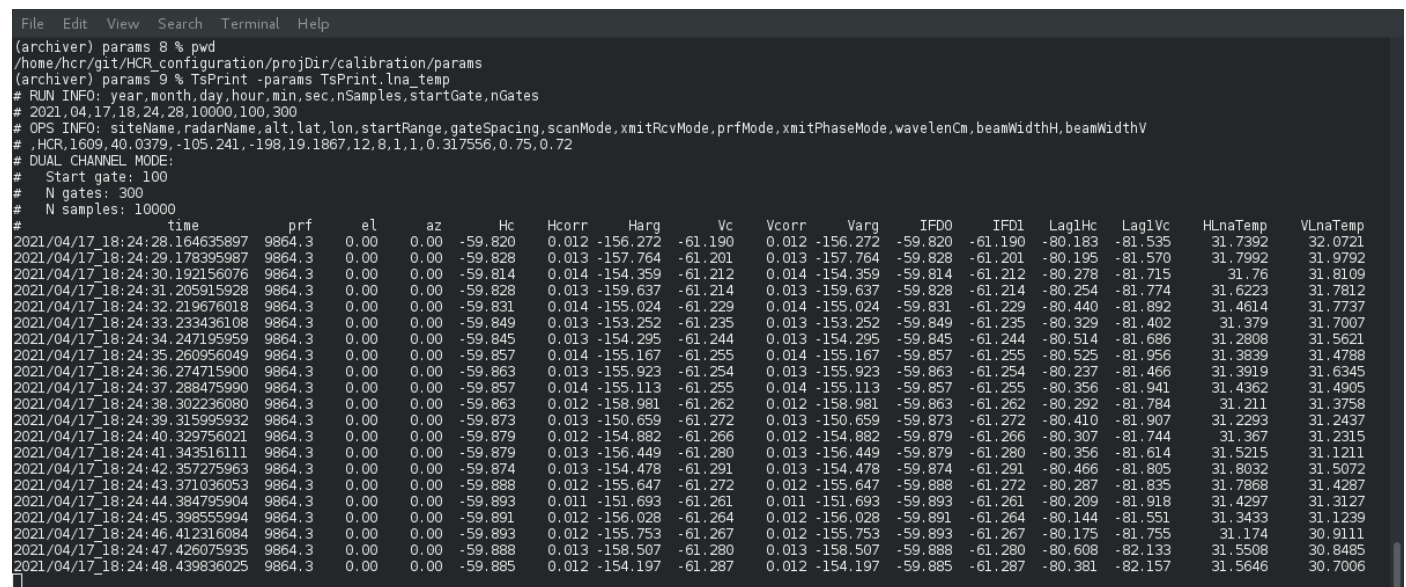 File Edit View Search Terminal Help
(archiver) params 8 % pwd
/home/hcr/git/HCR_configuration/projDir/calibration/params
(archiver) params 9 % TsPrint -params TsPrint.lna_temp
# RUN INFO: year,month,day,hour,min,sec,nSamples,startGate,nGates
# 2021,04,17,18,24,28,10000,100,300
# OPS INFO: siteName,radarName,alt,lat,lon,startRange,gateSpacing,scanMode,xmitRcvMode,prfMode,xmitPhaseMode,wavelenCm,beamWidthH,beamWidthV
# ,HCR,1609,40.0379,-105.241,-198,19.1867,12,8,1,1,0.317556,0.75,0.72
# DUAL CHANNEL MODE:
#   Start gate: 100
#   N gates: 300
#   N samples: 10000
# time prf el az Hc Hcorr Harg Vc Vcorr Varg IFD0 IFD1 Lag1Hc Lag1Vc HLnaTemp VLnaTemp
2021/04/17_18:24:28.164635897 9864.3 0.00 0.00 -59.820 0.012 -156.272 -61.190 0.012 -156.272 -59.820 -61.190 -80.183 -81.535 31.7392 32.0721
2021/04/17_18:24:29.178395987 9864.3 0.00 0.00 -59.828 0.013 -157.764 -61.201 0.013 -157.764 -59.828 -61.201 -80.195 -81.570 31.7992 31.9792
2021/04/17_18:24:30.192156076 9864.3 0.00 0.00 -59.814 0.014 -154.359 -61.212 0.014 -154.359 -59.814 -61.212 -80.278 -81.715 31.76 31.8109
2021/04/17_18:24:31.205915928 9864.3 0.00 0.00 -59.828 0.013 -159.637 -61.214 0.013 -159.637 -59.828 -61.214 -80.254 -81.774 31.6223 31.7812
2021/04/17_18:24:32.219676018 9864.3 0.00 0.00 -59.831 0.014 -155.024 -61.229 0.014 -155.024 -59.831 -61.229 -80.440 -81.892 31.4614 31.7737
2021/04/17_18:24:33.233436108 9864.3 0.00 0.00 -59.849 0.013 -153.252 -61.235 0.013 -153.252 -59.849 -61.235 -80.329 -81.402 31.379 31.7007
2021/04/17_18:24:34.247195959 9864.3 0.00 0.00 -59.845 0.013 -154.295 -61.244 0.013 -154.295 -59.845 -61.244 -80.514 -81.686 31.2808 31.5621
2021/04/17_18:24:35.260956049 9864.3 0.00 0.00 -59.857 0.014 -155.167 -61.255 0.014 -155.167 -59.857 -61.255 -80.525 -81.956 31.3839 31.4788
2021/04/17_18:24:36.274715900 9864.3 0.00 0.00 -59.863 0.013 -155.923 -61.254 0.013 -155.923 -59.863 -61.254 -80.237 -81.466 31.3919 31.6345
2021/04/17_18:24:37.288475990 9864.3 0.00 0.00 -59.857 0.014 -155.113 -61.255 0.014 -155.113 -59.857 -61.255 -80.356 -81.941 31.4362 31.4905
2021/04/17_18:24:38.302236080 9864.3 0.00 0.00 -59.863 0.012 -158.981 -61.262 0.012 -158.981 -59.863 -61.262 -80.292 -81.784 31.211 31.3758
2021/04/17_18:24:39.315995932 9864.3 0.00 0.00 -59.873 0.013 -150.659 -61.272 0.013 -150.659 -59.873 -61.272 -80.410 -81.907 31.2293 31.2437
2021/04/17_18:24:40.329756021 9864.3 0.00 0.00 -59.879 0.012 -154.882 -61.266 0.012 -154.882 -59.879 -61.266 -80.307 -81.744 31.367 31.2315
2021/04/17_18:24:41.343516111 9864.3 0.00 0.00 -59.879 0.013 -156.449 -61.280 0.013 -156.449 -59.879 -61.280 -80.356 -81.614 31.5215 31.1211
2021/04/17_18:24:42.357275963 9864.3 0.00 0.00 -59.874 0.013 -154.478 -61.291 0.013 -154.478 -59.874 -61.291 -80.466 -81.805 31.8032 31.5072
2021/04/17_18:24:43.371036053 9864.3 0.00 0.00 -59.888 0.012 -155.647 -61.272 0.012 -155.647 -59.888 -61.272 -80.287 -81.835 31.7868 31.4287
2021/04/17_18:24:44.384795904 9864.3 0.00 0.00 -59.893 0.011 -151.693 -61.261 0.011 -151.693 -59.893 -61.261 -80.209 -81.918 31.4297 31.3127
2021/04/17_18:24:45.398555994 9864.3 0.00 0.00 -59.891 0.012 -156.028 -61.264 0.012 -156.028 -59.891 -61.264 -80.144 -81.551 31.3433 31.1239
2021/04/17_18:24:46.412316084 9864.3 0.00 0.00 -59.893 0.012 -155.753 -61.267 0.012 -155.753 -59.893 -61.267 -80.175 -81.755 31.174 30.9111
2021/04/17_18:24:47.426075935 9864.3 0.00 0.00 -59.888 0.013 -158.507 -61.280 0.013 -158.507 -59.888 -61.280 -80.608 -82.133 31.5508 30.8485
2021/04/17_18:24:48.439836025 9864.3 0.00 0.00 -59.885 0.012 -154.197 -61.287 0.012 -154.197 -59.885 -61.287 -80.381 -82.157 31.5646 30.7006